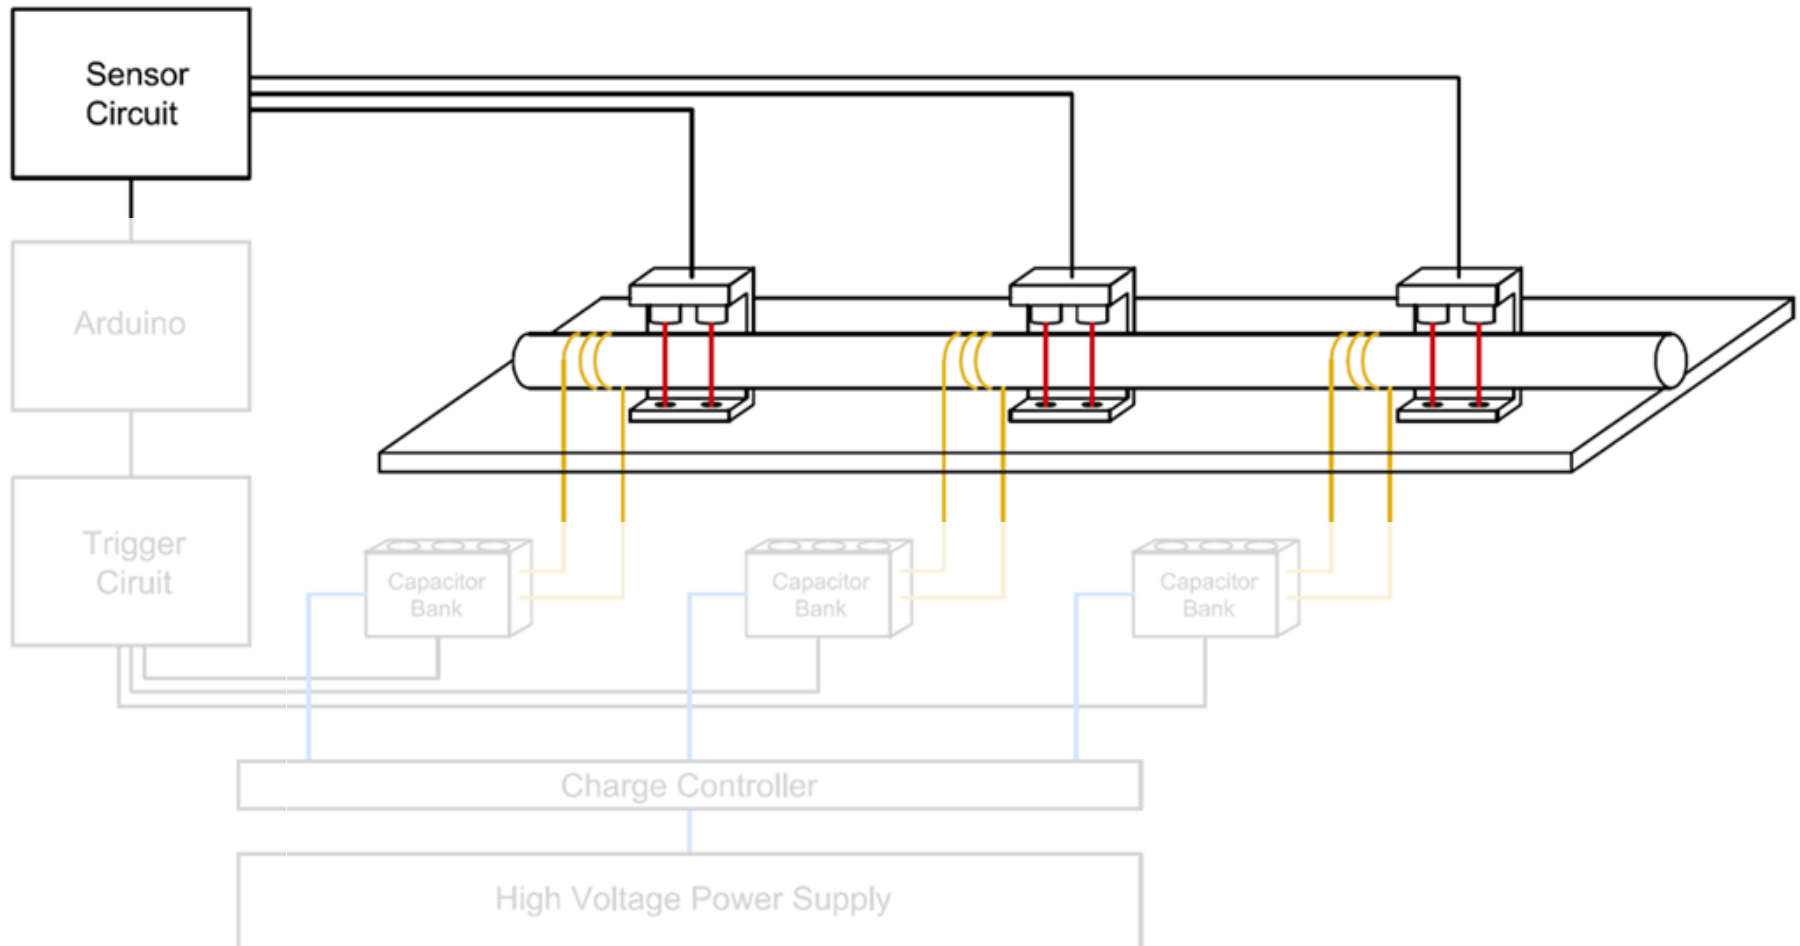 Sensor
Circuit
Arduino
Trigger
Ciruit
Capacitor
Bank
Capacitor
Bank
Capacitor
Bank
Charge Controller
High Voltage Power Supply